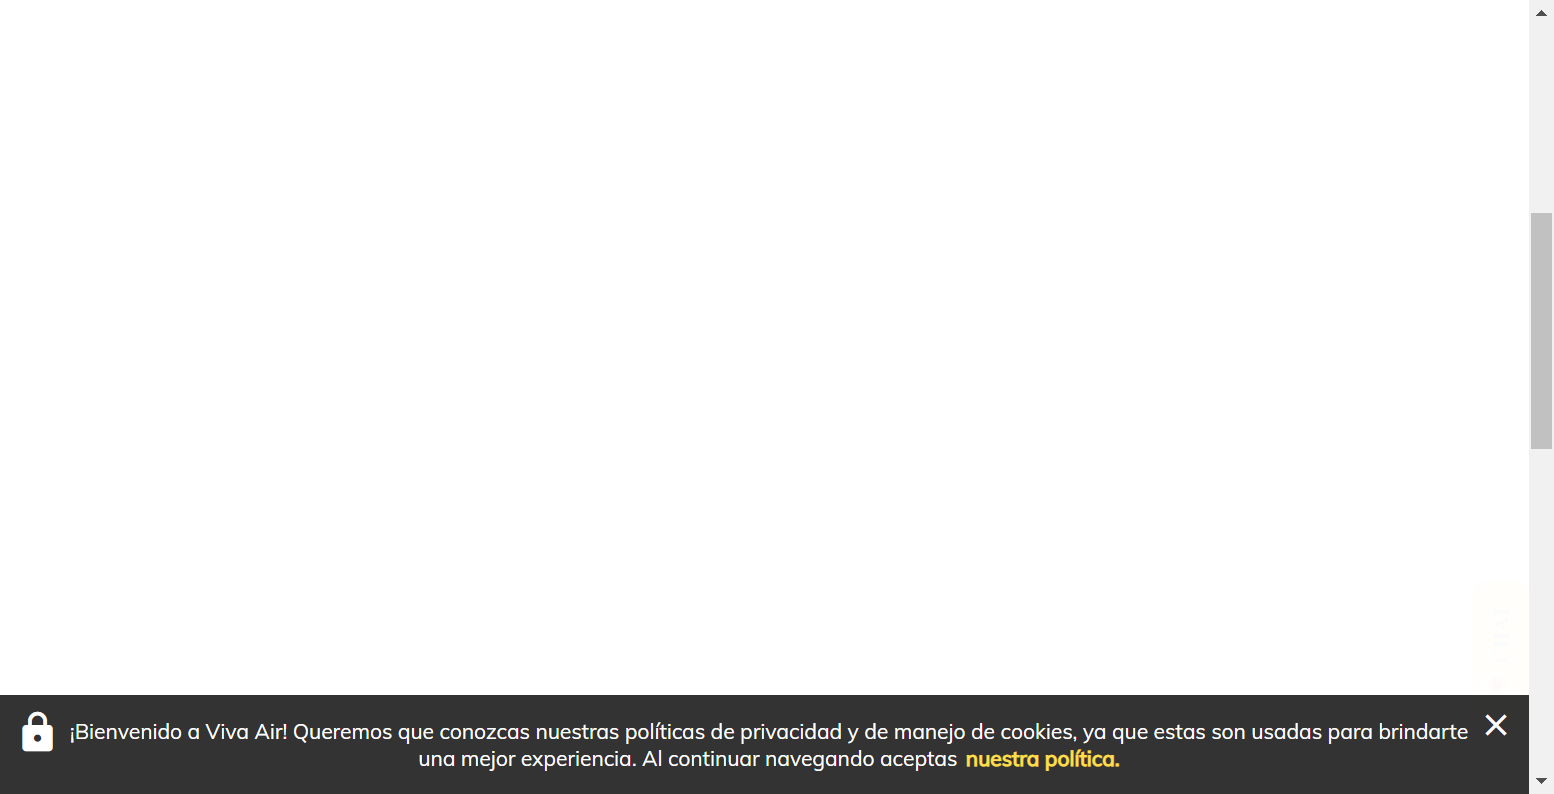 ¡Bienvenido a Viva Air! Queremos que conozcas nuestras políticas de privacidad y de manejo de cookies, ya que estas son usadas para brindarte
una mejor experiencia. Al continuar navegando aceptas nuestra política.